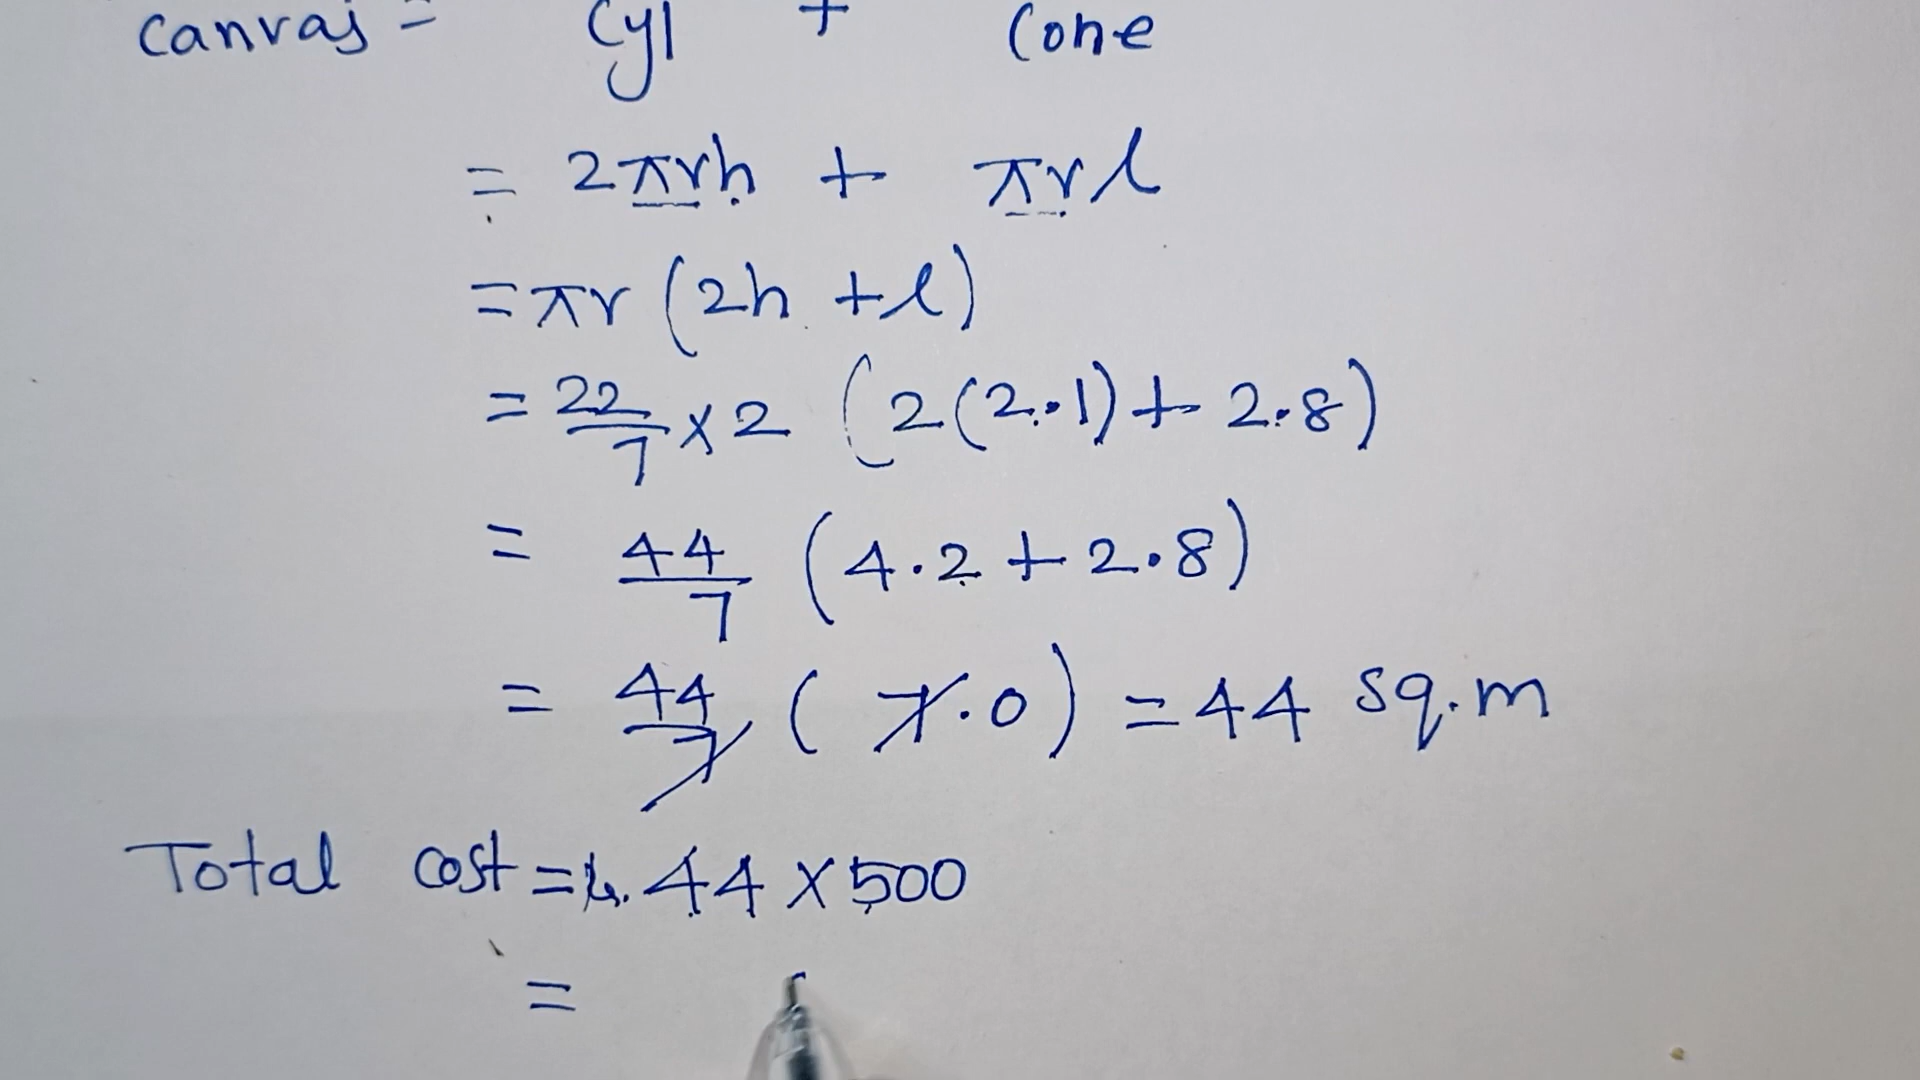 canvas = Cyl + Cone
= 2πrh + πrl
= πr (2h + l)
= 22/7 × 2 (2(2.1) + 2.8)
= 44/7 (4.2 + 2.8)
= 44/7 (7.0) = 44 sq.m
Total cost = Rs. 44 × 500
=